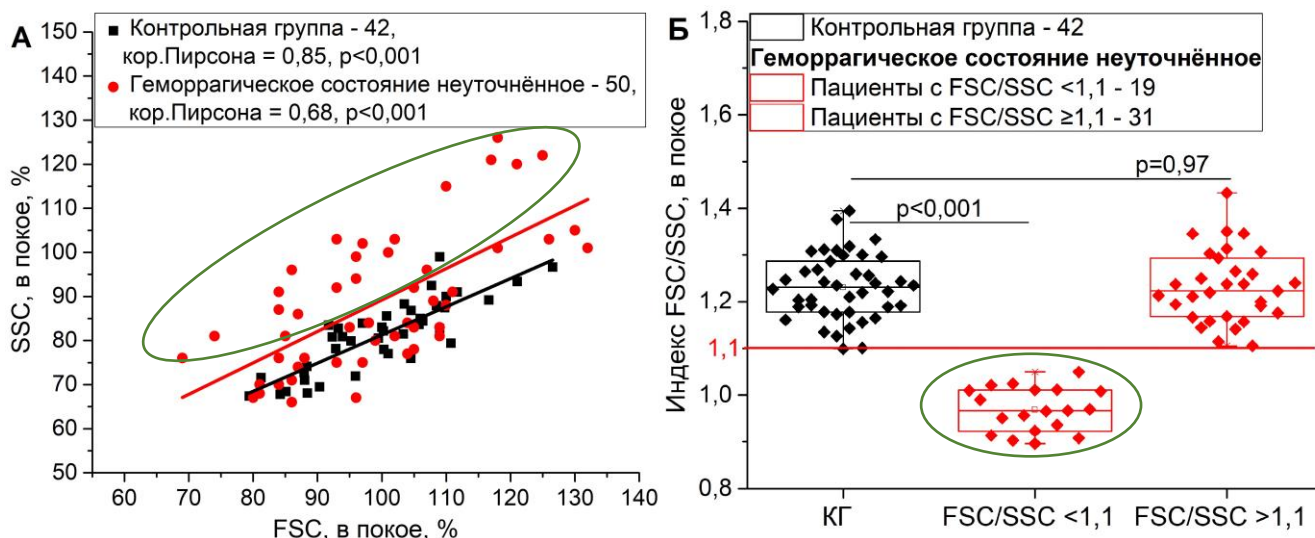 А
Контрольная группа - 42,
кор.Пирсона = 0,85, p<0,001
Геморрагическое состояние неуточнённое - 50,
кор.Пирсона = 0,68, p<0,001
SSC, в покое, %
150
140
130
120
110
100
90
80
70
60
50
60
70
80
90
100
110
120
130
140
FSC, в покое, %
Б
Контрольная группа - 42
Геморрагическое состояние неуточнённое
Пациенты с FSC/SSC <1,1 - 19
Пациенты с FSC/SSC ≥1,1 - 31
p=0,97
p<0,001
Индекс FSC/SSC, в покое
1,8
1,6
1,4
1,2
1,1
1,0
0,8
КГ
FSC/SSC <1,1
FSC/SSC >1,1